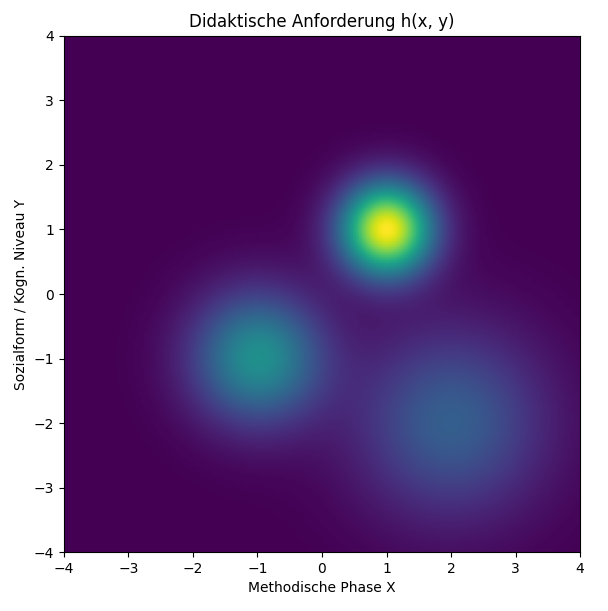 Didaktische Anforderung h(x, y)
4
3
2
1
0
−1
−2
−3
−4
Sozialform / Kogn. Niveau Y
−4 −3 −2 −1 0 1 2 3 4
Methodische Phase X